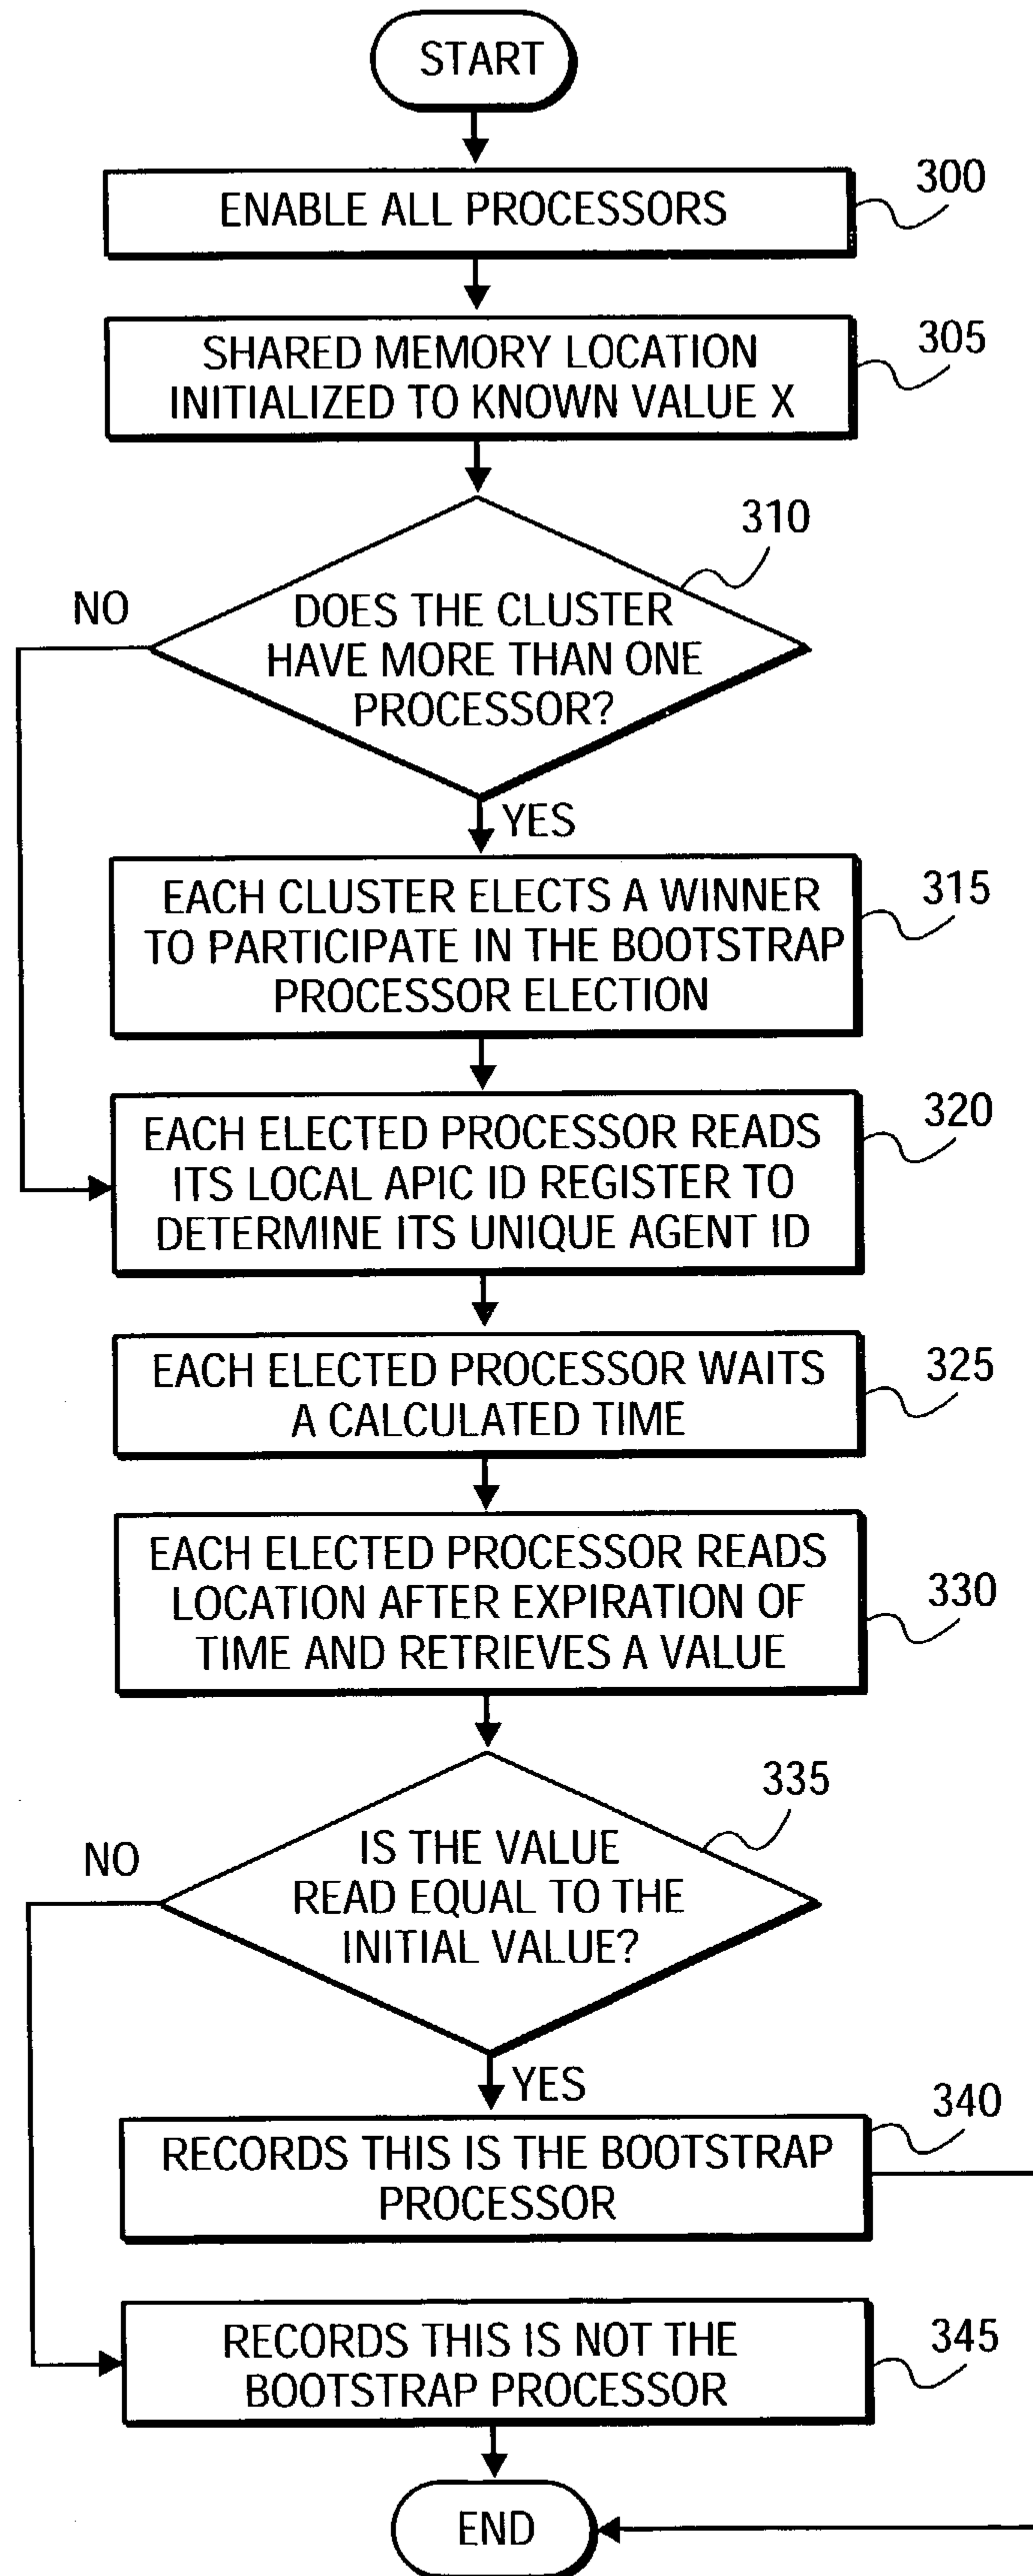 START
ENABLE ALL PROCESSORS
300
SHARED MEMORY LOCATION
INITIALIZED TO KNOWN VALUE X
305
310
NO
DOES THE CLUSTER
HAVE MORE THAN ONE
PROCESSOR?
YES
EACH CLUSTER ELECTS A WINNER
TO PARTICIPATE IN THE BOOTSTRAP
PROCESSOR ELECTION
315
EACH ELECTED PROCESSOR READS
ITS LOCAL APIC ID REGISTER TO
DETERMINE ITS UNIQUE AGENT ID
320
EACH ELECTED PROCESSOR WAITS
A CALCULATED TIME
325
EACH ELECTED PROCESSOR READS
LOCATION AFTER EXPIRATION OF
TIME AND RETRIEVES A VALUE
330
335
NO
IS THE VALUE
READ EQUAL TO THE
INITIAL VALUE?
YES
RECORDS THIS IS THE BOOTSTRAP
PROCESSOR
340
RECORDS THIS IS NOT THE
BOOTSTRAP PROCESSOR
345
END